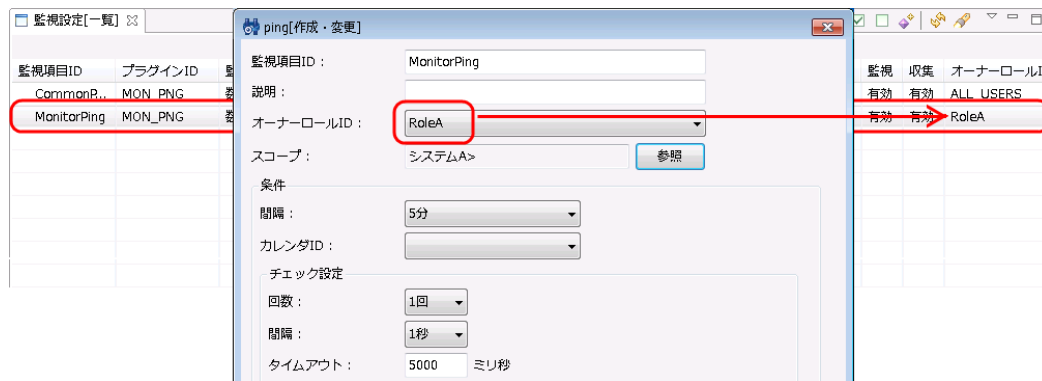 監視設定[一覧]
監視項目ID プラグインID 監視 収集 オーナーロールI
CommonP... MON_PNG 有効 有効 ALL_USERS
MonitorPing MON_PNG 有効 有効 RoleA
ping[作成・変更]
監視項目ID： MonitorPing
説明：
オーナーロールID： RoleA
スコープ： システムA> 参照
条件
間隔： 5分
カレンダID：
チェック設定
回数： 1回
間隔： 1秒
タイムアウト： 5000 ミリ秒